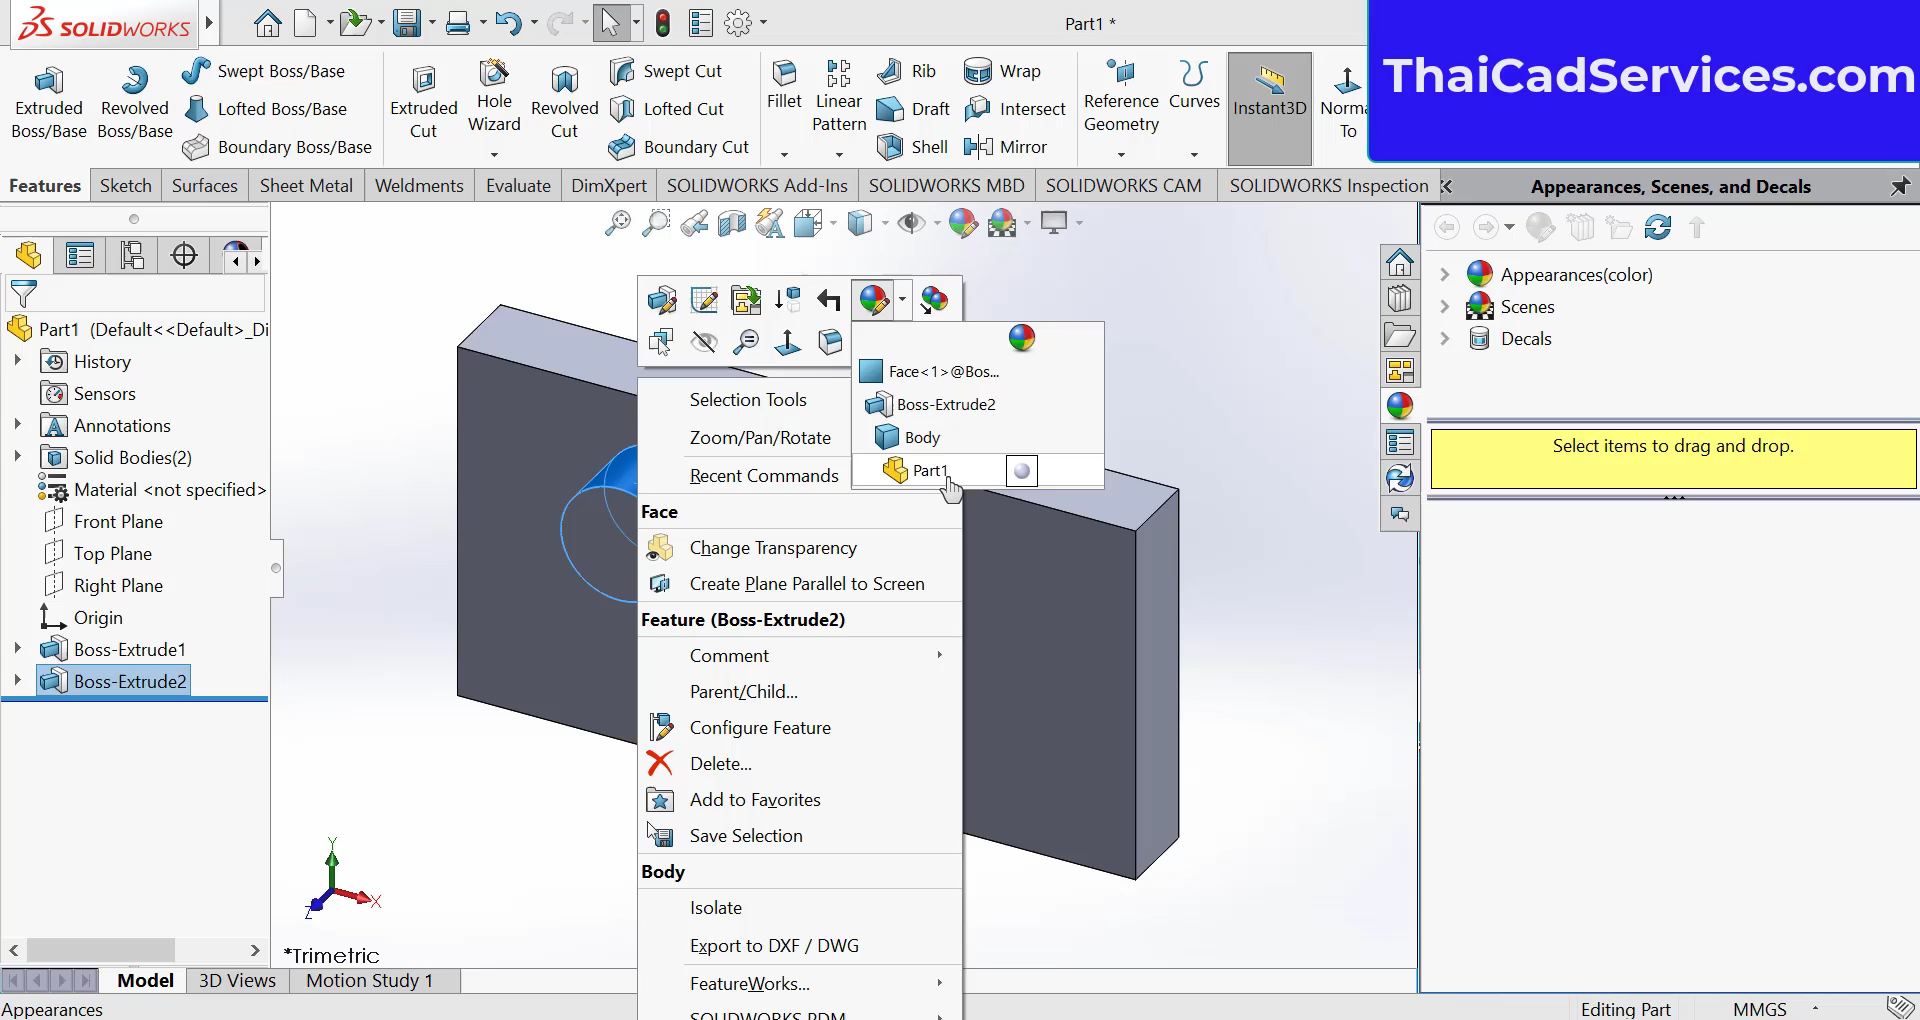 SOLIDWORKS
Part1 *
ThaiCadServices.com
Extruded
Boss/Base
Revolved
Boss/Base
Swept Boss/Base
Lofted Boss/Base
Boundary Boss/Base
Extruded
Cut
Hole
Wizard
Revolved
Cut
Swept Cut
Lofted Cut
Boundary Cut
Fillet
Linear
Pattern
Rib
Draft
Shell
Wrap
Intersect
Mirror
Reference
Geometry
Curves
Instant3D
Norma
To
Features
Sketch
Surfaces
Sheet Metal
Weldments
Evaluate
DimXpert
SOLIDWORKS Add-Ins
SOLIDWORKS MBD
SOLIDWORKS CAM
SOLIDWORKS Inspection
Appearances, Scenes, and Decals
Appearances(color)
Scenes
Decals
Select items to drag and drop.
Part1 (Default<<Default>_Di
History
Sensors
Annotations
Solid Bodies(2)
Material <not specified>
Front Plane
Top Plane
Right Plane
Origin
Boss-Extrude1
Boss-Extrude2
Face<1>@Bos...
Boss-Extrude2
Body
Part1
Selection Tools
Zoom/Pan/Rotate
Recent Commands
Face
Change Transparency
Create Plane Parallel to Screen
Feature (Boss-Extrude2)
Comment
Parent/Child...
Configure Feature
Delete...
Add to Favorites
Save Selection
Body
Isolate
Export to DXF / DWG
FeatureWorks...
SOLIDWORKS PDM
Y
X
Z
*Trimetric
Model
3D Views
Motion Study 1
Appearances
Editing Part
MMGS